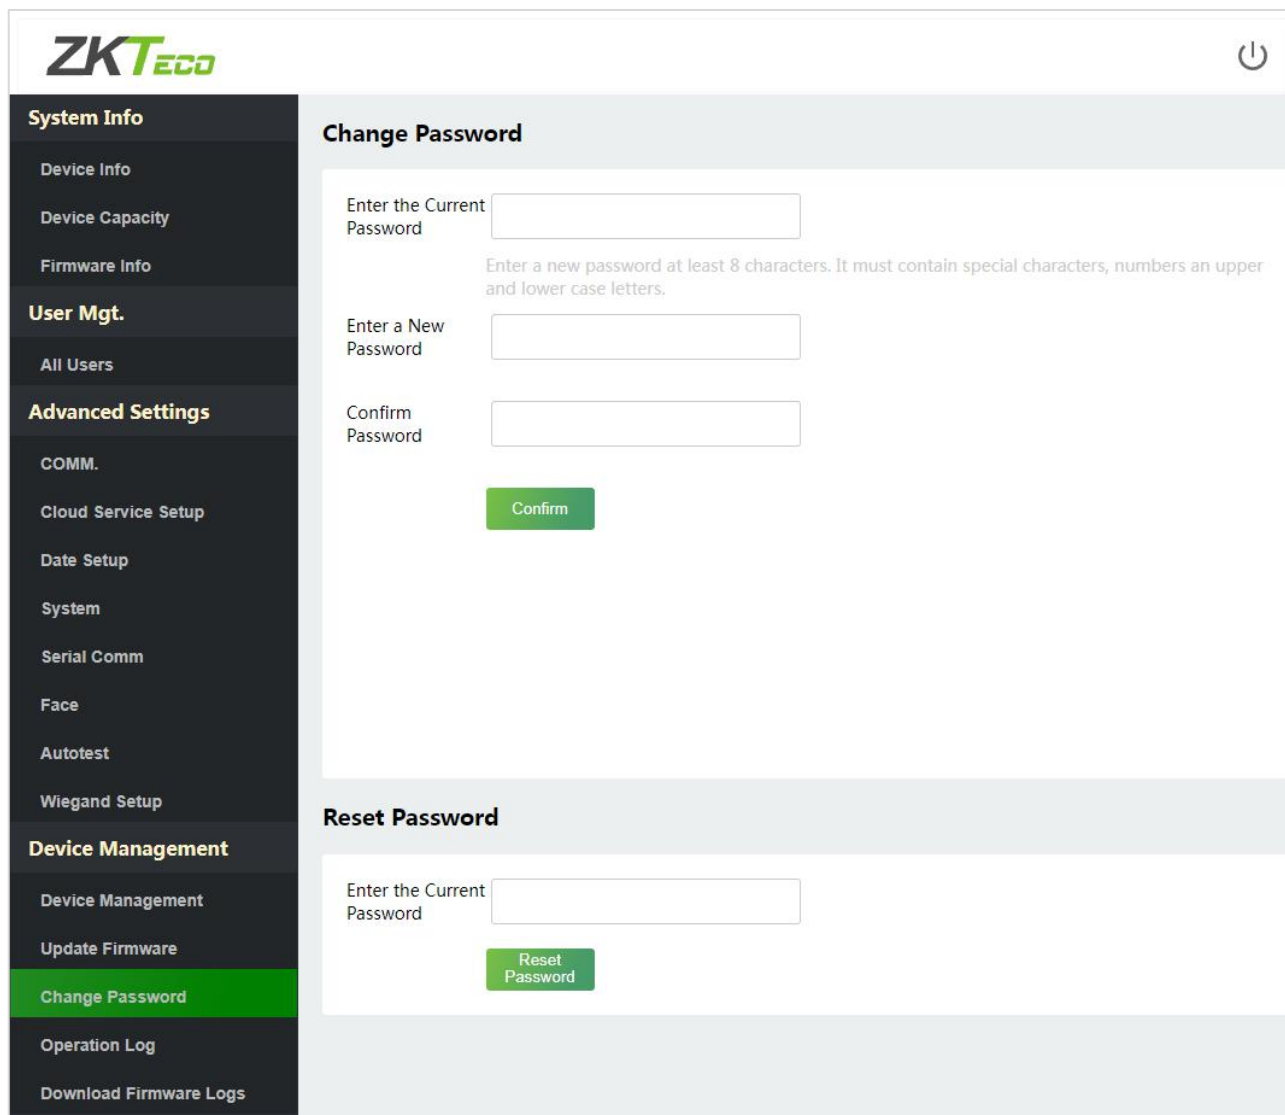 ZKTeco
System Info
Device Info
Device Capacity
Firmware Info
User Mgt.
All Users
Advanced Settings
COMM.
Cloud Service Setup
Date Setup
System
Serial Comm
Face
Autotest
Wiegand Setup
Device Management
Device Management
Update Firmware
Change Password
Operation Log
Download Firmware Logs
Change Password
Enter the Current
Password
Enter a new password at least 8 characters. It must contain special characters, numbers an upper
and lower case letters.
Enter a New
Password
Confirm
Password
Confirm
Reset Password
Enter the Current
Password
Reset
Password